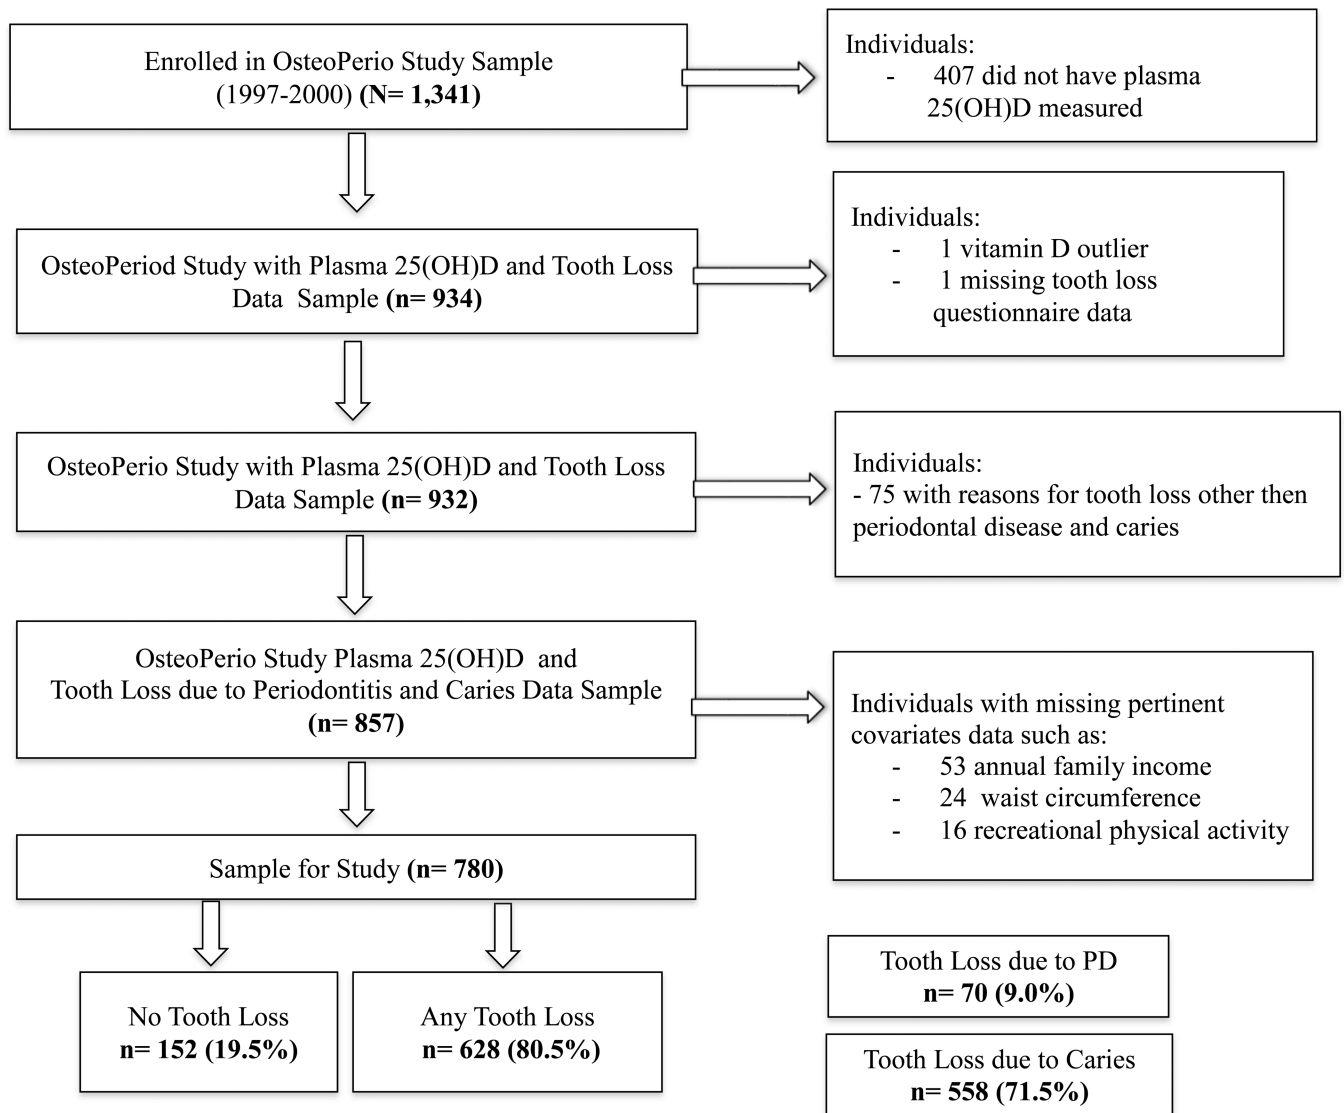 Enrolled in OsteoPerio Study Sample
(1997-2000) (N= 1,341)
Individuals:
- 407 did not have plasma
25(OH)D measured
OsteoPeriod Study with Plasma 25(OH)D and Tooth Loss
Data Sample (n= 934)
Individuals:
- 1 vitamin D outlier
- 1 missing tooth loss
questionnaire data
OsteoPerio Study with Plasma 25(OH)D and Tooth Loss
Data Sample (n= 932)
Individuals:
- 75 with reasons for tooth loss other then
periodontal disease and caries
OsteoPerio Study Plasma 25(OH)D and
Tooth Loss due to Periodontitis and Caries Data Sample
(n= 857)
Individuals with missing pertinent
covariates data such as:
- 53 annual family income
- 24 waist circumference
- 16 recreational physical activity
Sample for Study (n= 780)
No Tooth Loss
n= 152 (19.5%)
Any Tooth Loss
n= 628 (80.5%)
Tooth Loss due to PD
n= 70 (9.0%)
Tooth Loss due to Caries
n= 558 (71.5%)